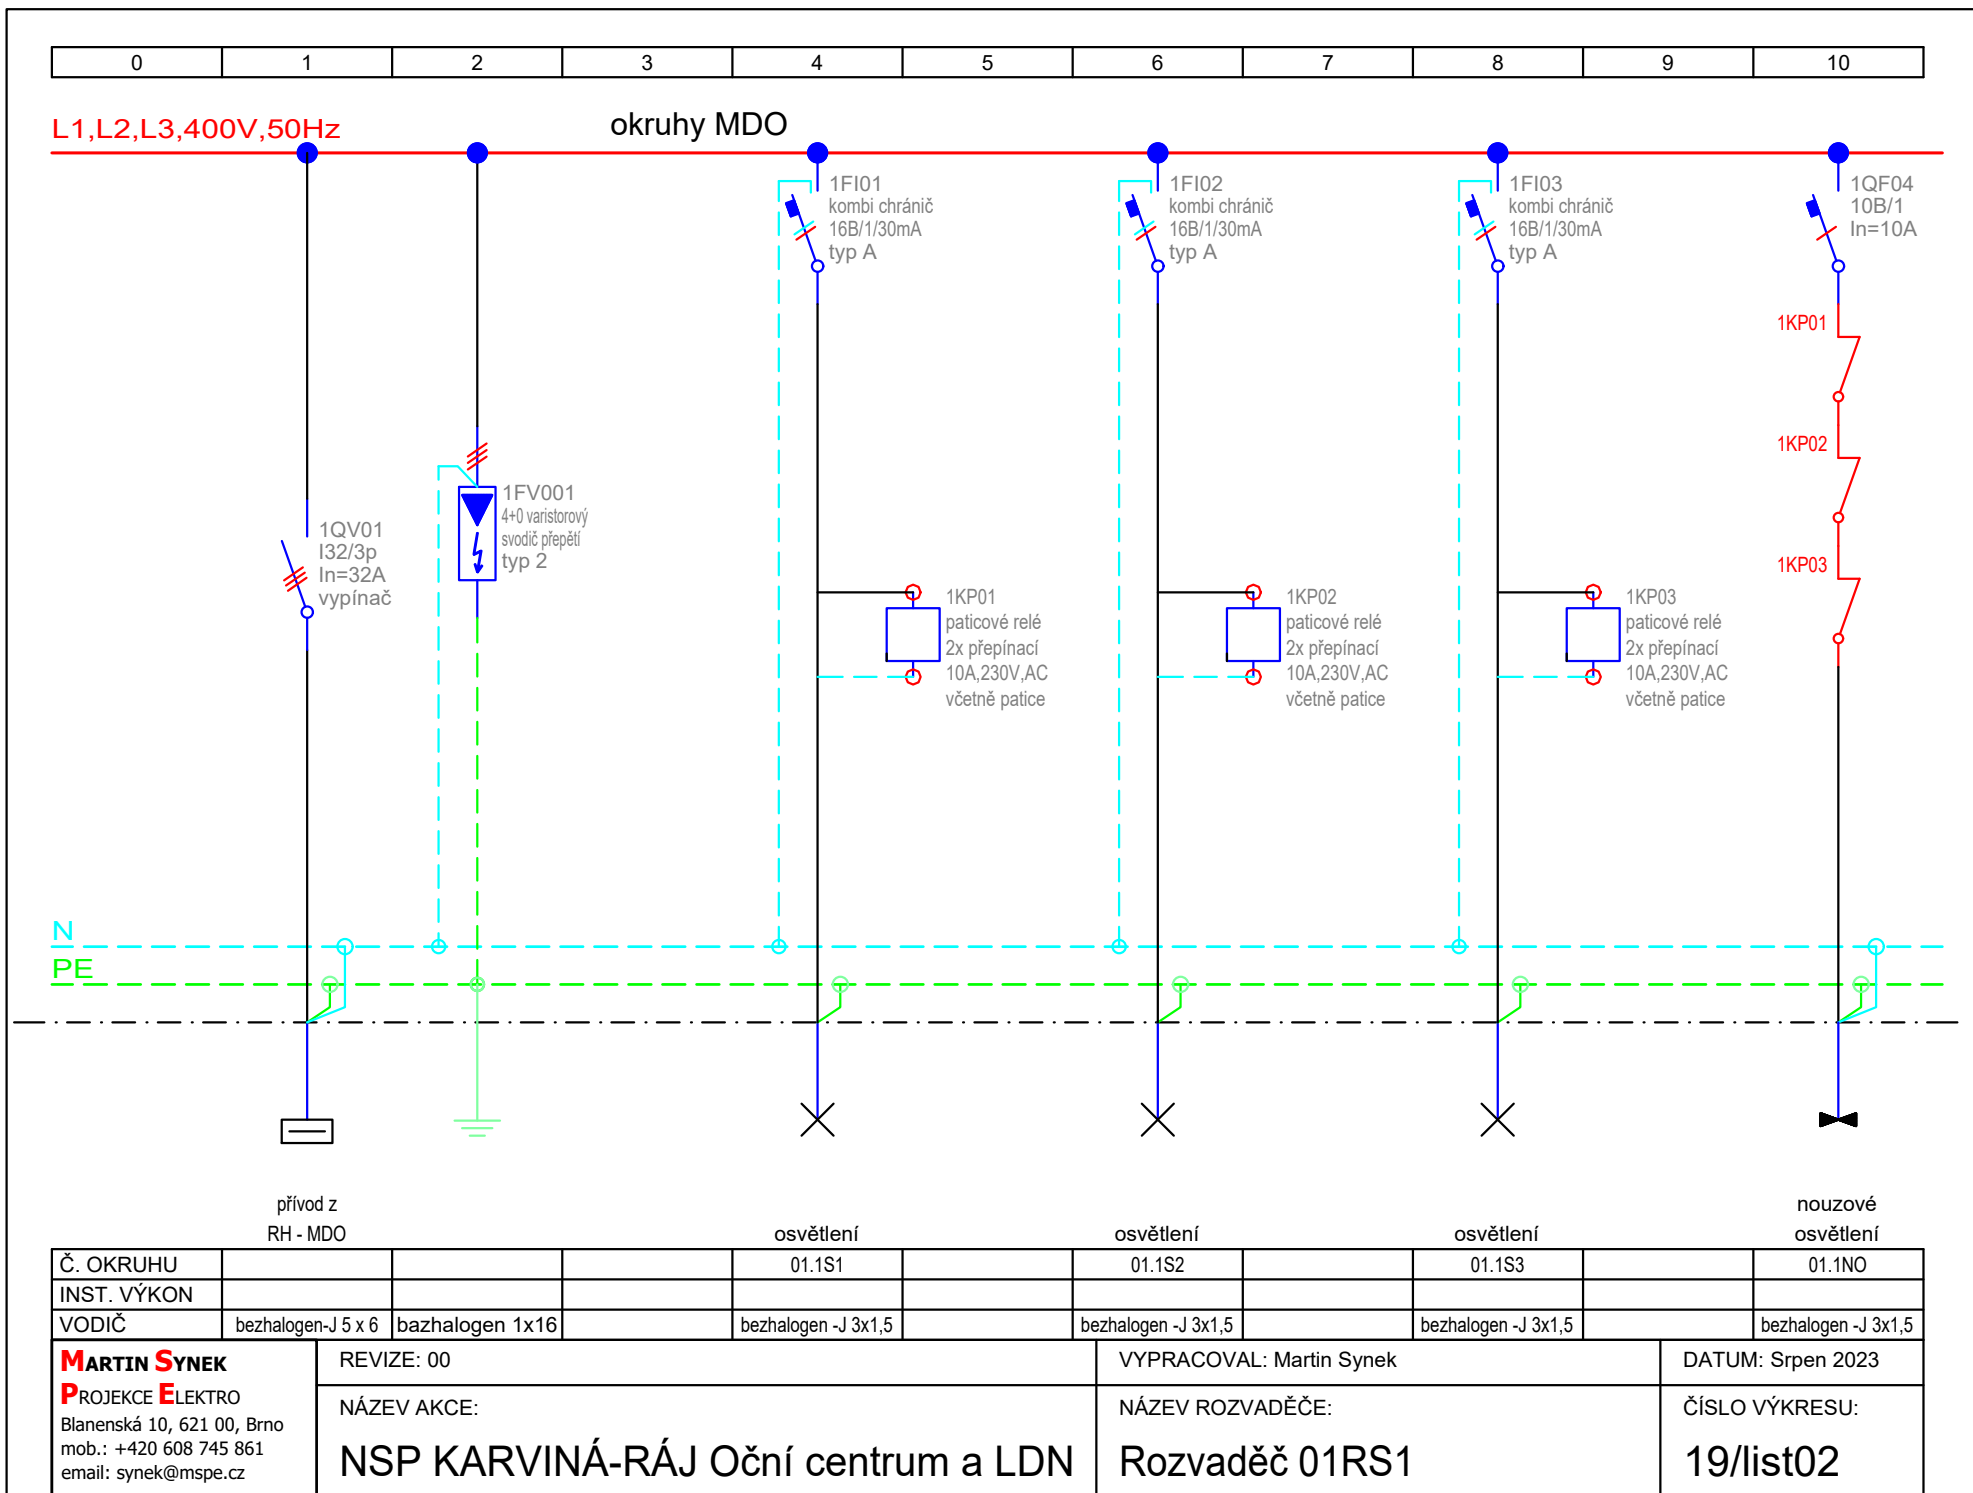 0 1 2 3 4 5 6 7 8 9 10
L1,L2,L3,400V,50Hz
okruhy MDO
1QV01
I32/3p
In=32A
vypínač
1FV001
4+0 varistorový
svodič přepětí
typ 2
1FI01
kombi chránič
16B/1/30mA
typ A
1KP01
paticové relé
2x přepínací
10A,230V,AC
včetně patice
1FI02
kombi chránič
16B/1/30mA
typ A
1KP02
paticové relé
2x přepínací
10A,230V,AC
včetně patice
1FI03
kombi chránič
16B/1/30mA
typ A
1KP03
paticové relé
2x přepínací
10A,230V,AC
včetně patice
1QF04
10B/1
In=10A
1KP01
1KP02
1KP03
N
PE
přívod z
RH - MDO
osvětlení
osvětlení
osvětlení
nouzové
osvětlení
Č. OKRUHU 01.1S1 01.1S2 01.1S3 01.1NO
INST. VÝKON
VODIČ bezhalogen-J 5 x 6 bazhalogen 1x16 bezhalogen -J 3x1,5 bezhalogen -J 3x1,5 bezhalogen -J 3x1,5 bezhalogen -J 3x1,5
MARTIN SYNEK
PROJEKCE ELEKTRO
Blanenská 10, 621 00, Brno
mob.: +420 608 745 861
email: synek@mspe.cz
REVIZE: 00
VYPRACOVAL: Martin Synek
DATUM: Srpen 2023
NÁZEV AKCE:
NSP KARVINÁ-RÁJ Oční centrum a LDN
NÁZEV ROZVADĚČE:
Rozvaděč 01RS1
ČÍSLO VÝKRESU:
19/list02